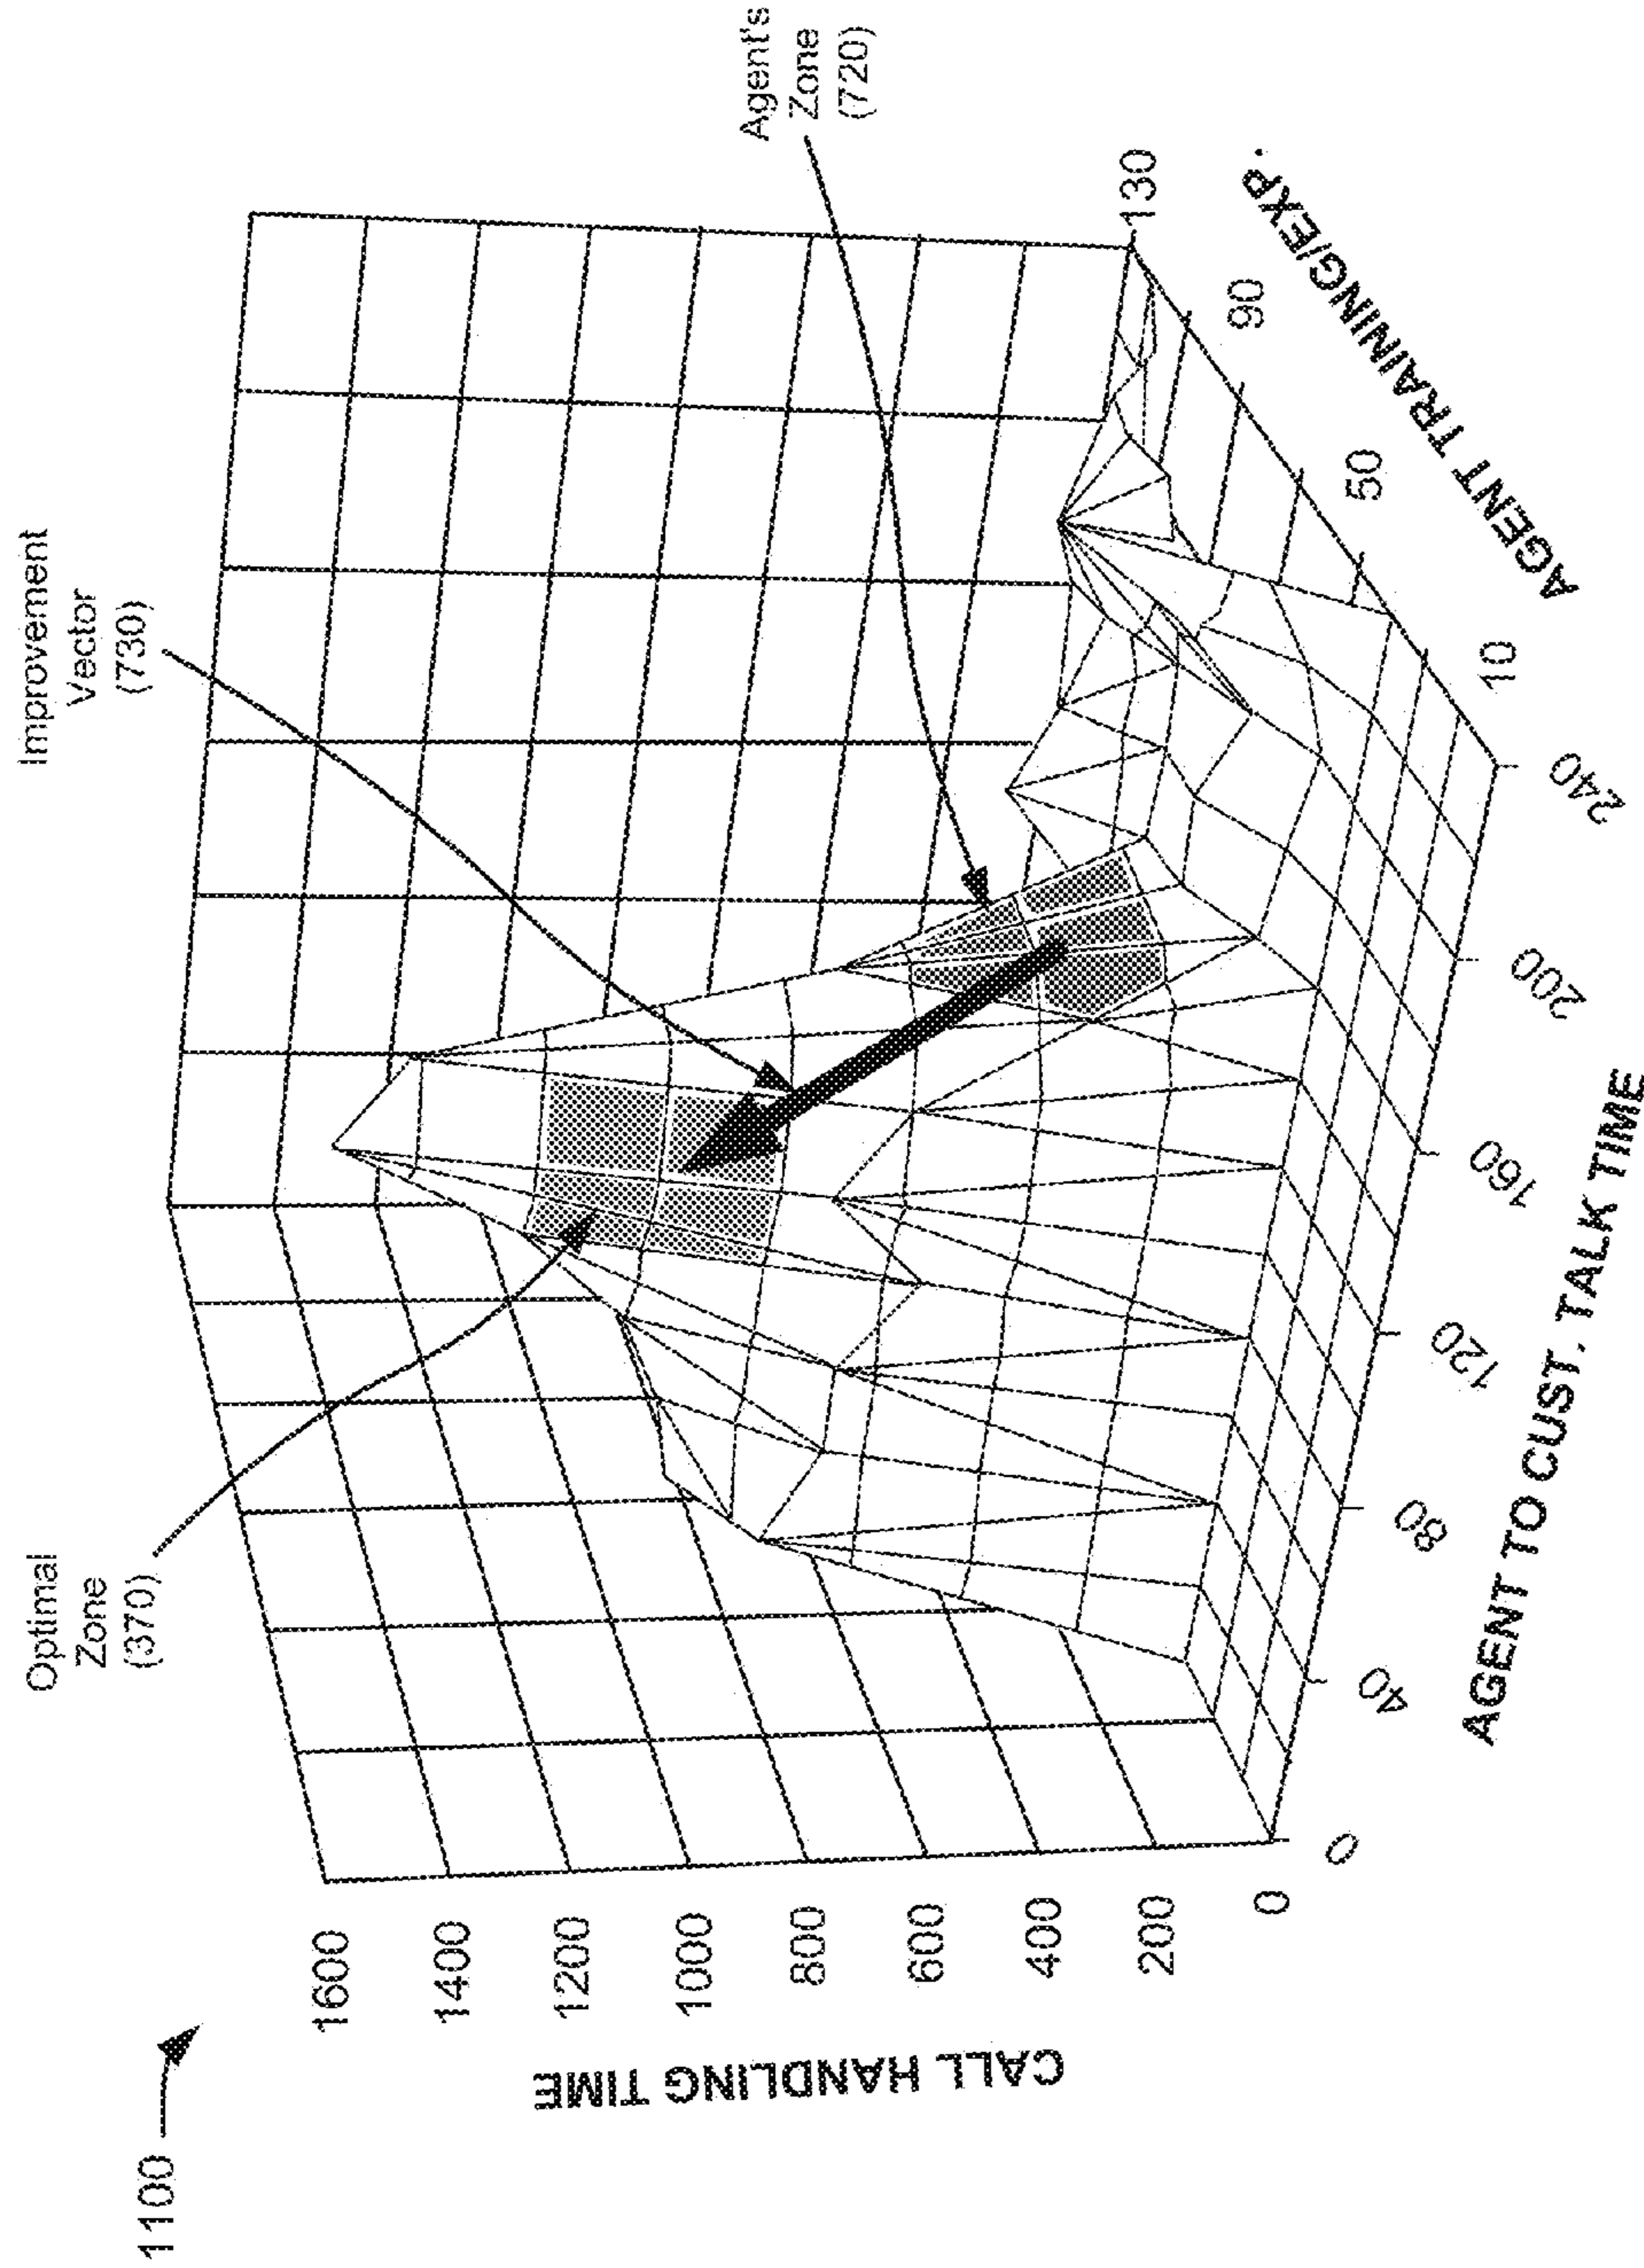 1100
Optimal
Zone
(370)
Improvement
Vector
(730)
Agent's
Zone
(720)
CALL HANDLING TIME
1600
1400
1200
1000
800
600
400
200
0
0
40
80
120
160
200
240
AGENT TO CUST. TALK TIME
10
50
90
130
AGENT TRAINING/EXP.